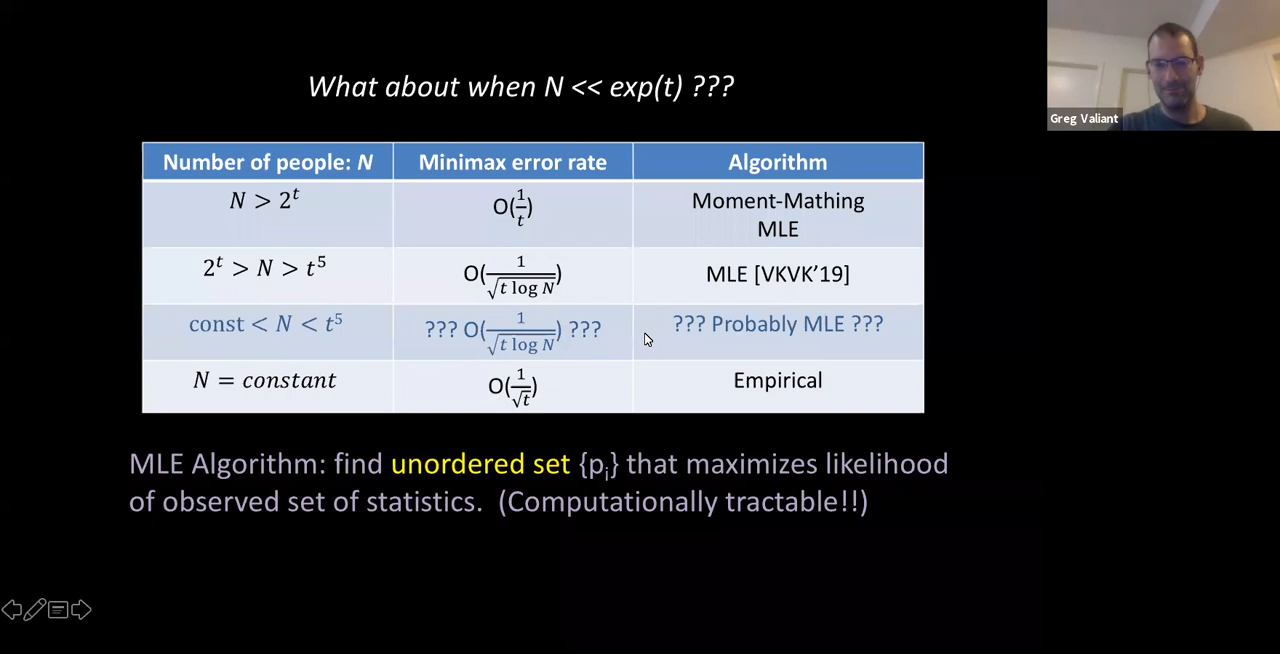 What about when N << exp(t) ???
Greg Valiant
Number of people: N Minimax error rate Algorithm
N > 2^t O(1/t) Moment-Mathing
MLE
2^t > N > t^5 O(1/√(t log N)) MLE [VKVK'19]
const < N < t^5 ??? O(1/√(t log N)) ??? ??? Probably MLE ???
N = constant O(1/√t) Empirical
MLE Algorithm: find unordered set {p_i} that maximizes likelihood
of observed set of statistics. (Computationally tractable!!)